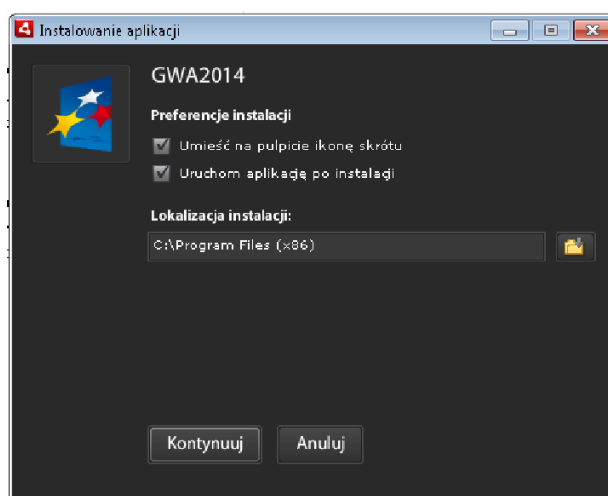 Instalowanie aplikacji
GWA2014
Preferencje instalacji
Umieść na pulpicie ikonę skrótu
Uruchom aplikację po instalacji
Lokalizacja instalacji:
C:\Program Files (x86)
Kontynuuj
Anuluj